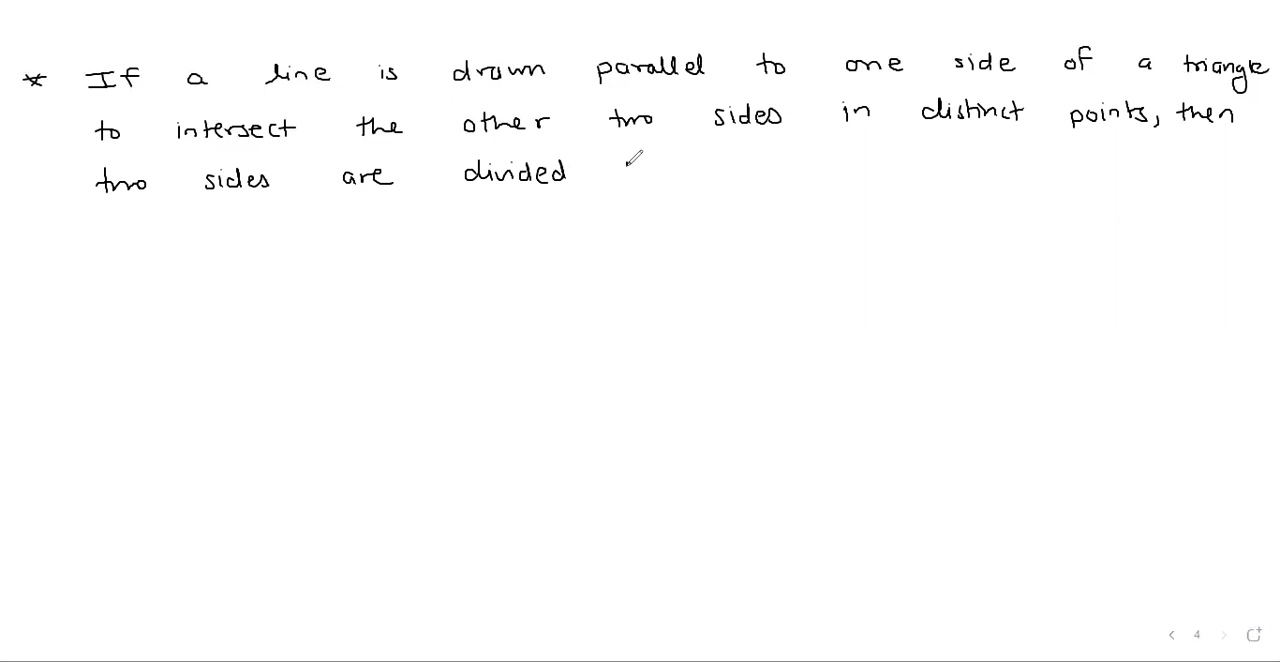 * If a line is drawn parallel to one side of a triangle
to intersect the other two sides in distinct points, then
two sides are divided
4